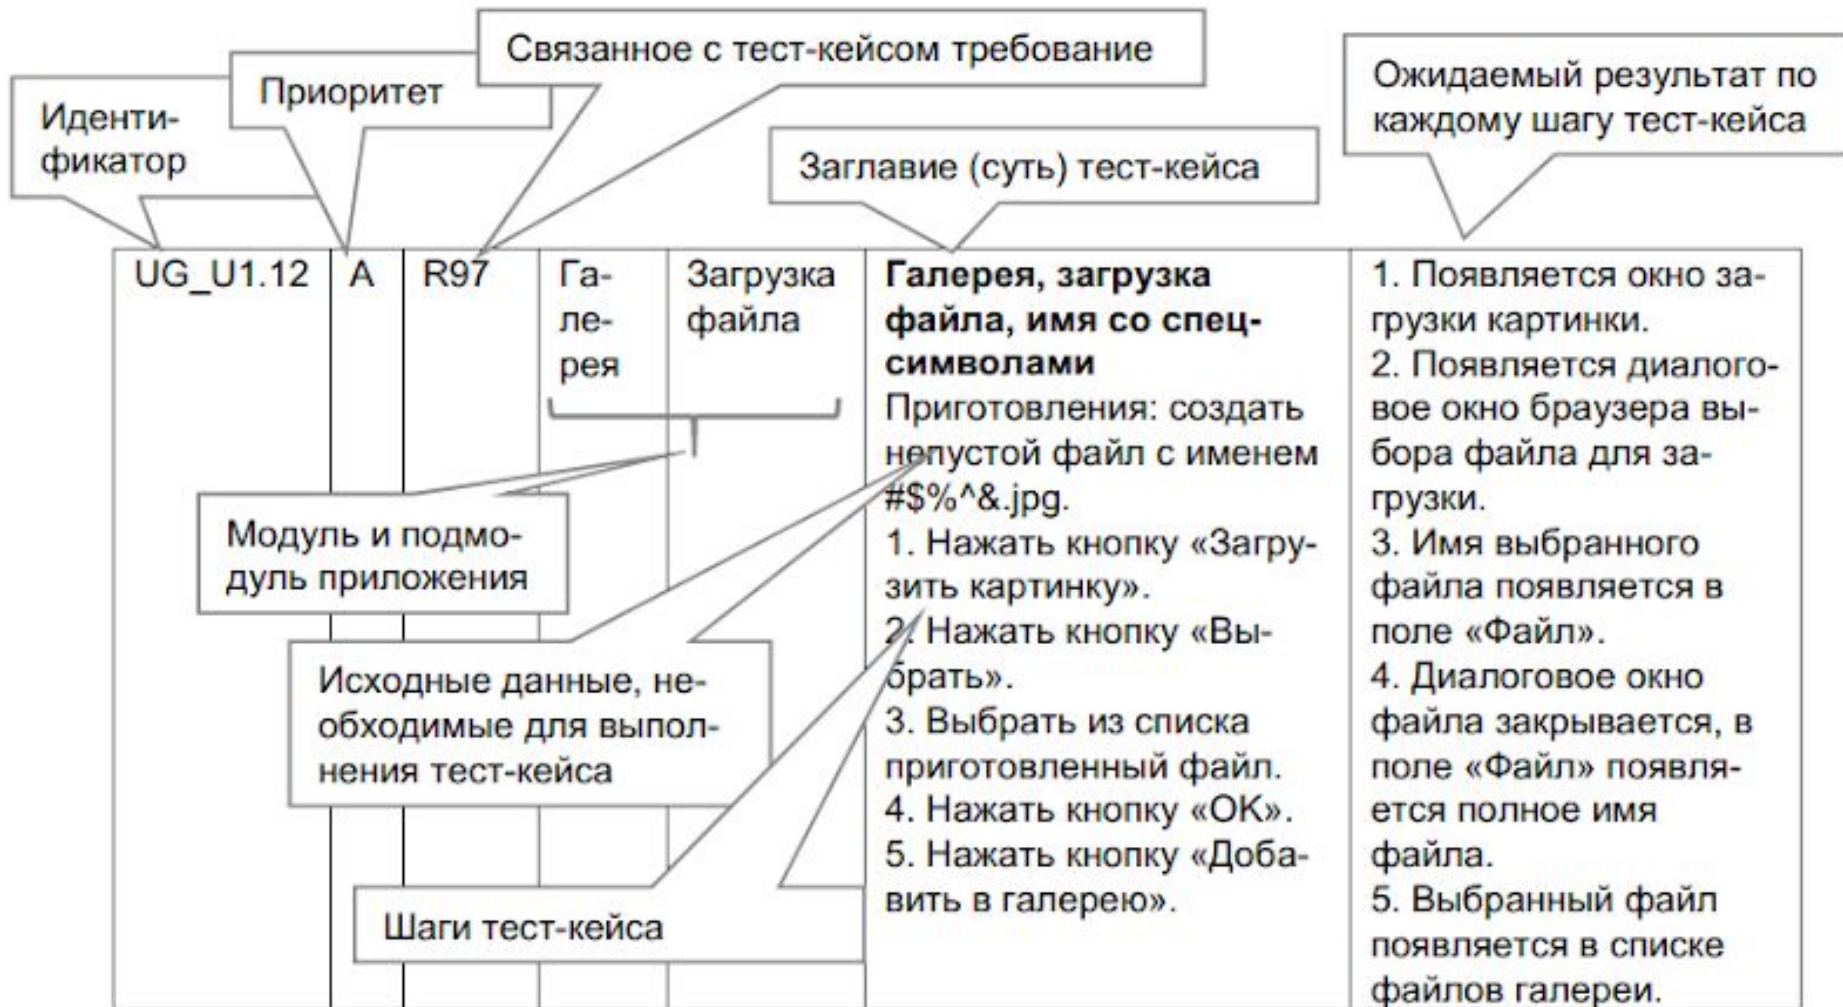 Связанное с тест-кейсом требование
Приоритет
Иденти-
фикатор
Ожидаемый результат по
каждому шагу тест-кейса
Заглавие (суть) тест-кейса
UG_U1.12
A
R97
Га-
ле-
рея
Загрузка
файла
Галерея, загрузка
файла, имя со спец-
символами
Приготовления: создать
непустой файл с именем
#$%^&.jpg.
1. Нажать кнопку «Загру-
зить картинку».
2. Нажать кнопку «Вы-
брать».
3. Выбрать из списка
приготовленный файл.
4. Нажать кнопку «OK».
5. Нажать кнопку «Доба-
вить в галерею».
1. Появляется окно за-
грузки картинки.
2. Появляется диалого-
вое окно браузера вы-
бора файла для за-
грузки.
3. Имя выбранного
файла появляется в
поле «Файл».
4. Диалоговое окно
файла закрывается, в
поле «Файл» появля-
ется полное имя
файла.
5. Выбранный файл
появляется в списке
файлов галереи.
Модуль и подмо-
дуль приложения
Исходные данные, не-
обходимые для выпол-
нения тест-кейса
Шаги тест-кейса